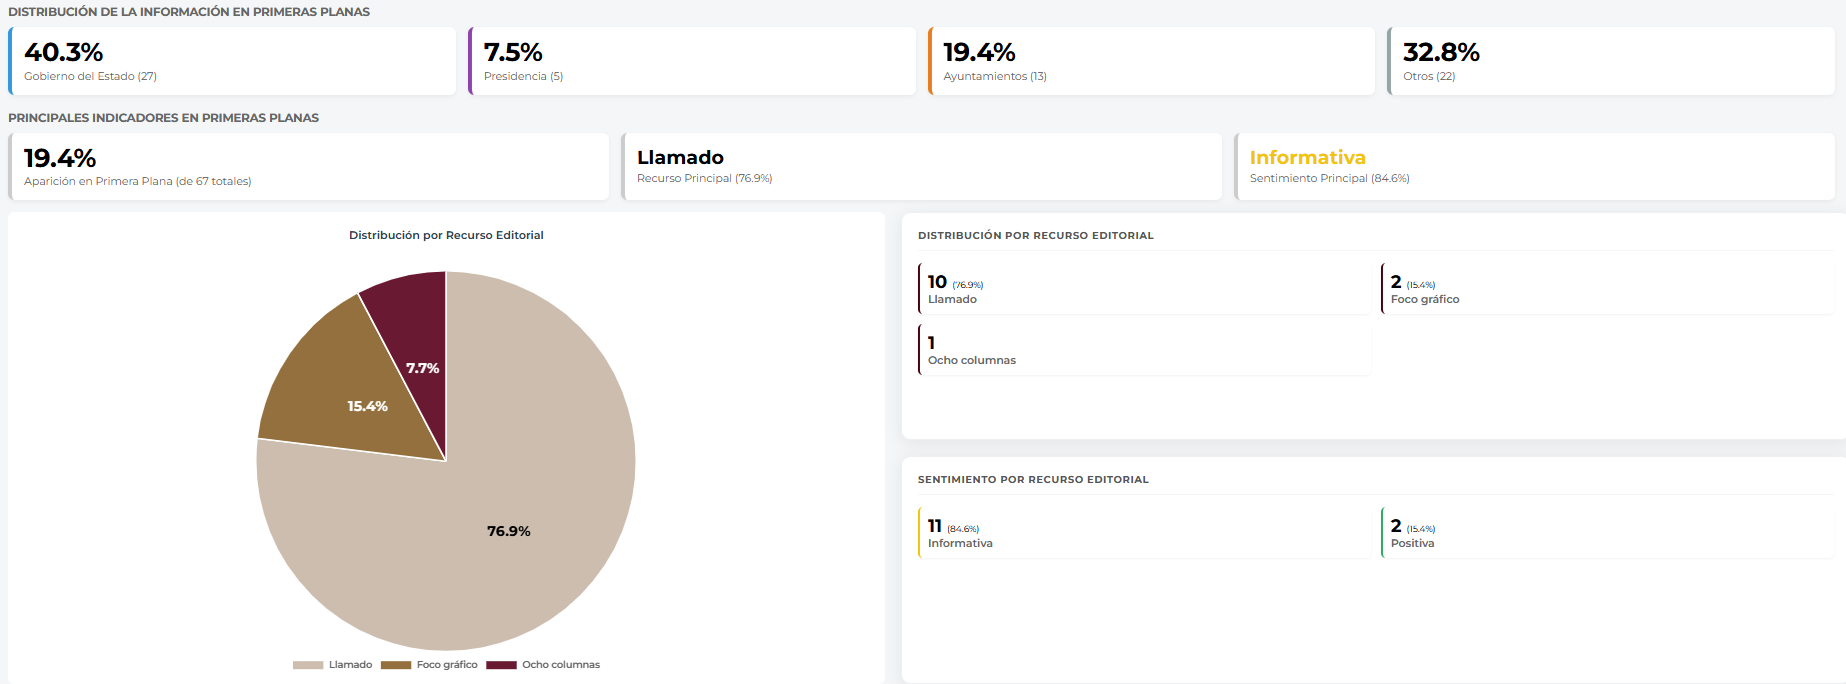 DISTRIBUCIÓN DE LA INFORMACIÓN EN PRIMERAS PLANAS
40.3%
Gobierno del Estado (27)
7.5%
Presidencia (5)
19.4%
Ayuntamientos (13)
32.8%
Otros (22)
PRINCIPALES INDICADORES EN PRIMERAS PLANAS
19.4%
Aparición en Primera Plana (de 67 totales)
Llamado
Recurso Principal (76.9%)
Informativa
Sentimiento Principal (84.6%)
Distribución por Recurso Editorial
7.7%
15.4%
76.9%
Llamado
Foco gráfico
Ocho columnas
DISTRIBUCIÓN POR RECURSO EDITORIAL
10 (76.9%)
Llamado
2 (15.4%)
Foco gráfico
1
Ocho columnas
SENTIMIENTO POR RECURSO EDITORIAL
11 (84.6%)
Informativa
2 (15.4%)
Positiva